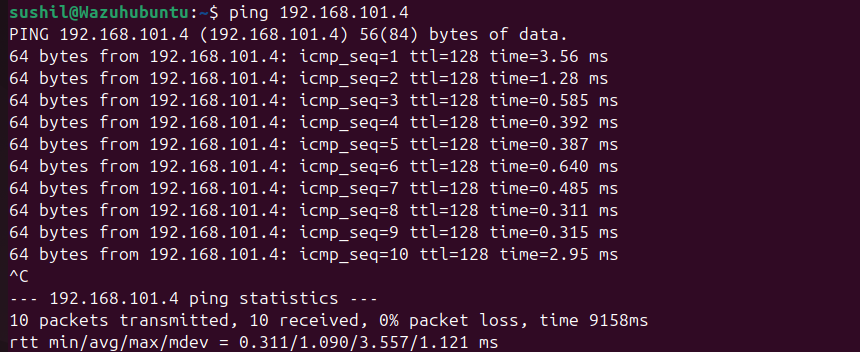 sushil@Wazuhubuntu:~$ ping 192.168.101.4
PING 192.168.101.4 (192.168.101.4) 56(84) bytes of data.
64 bytes from 192.168.101.4: icmp_seq=1 ttl=128 time=3.56 ms
64 bytes from 192.168.101.4: icmp_seq=2 ttl=128 time=1.28 ms
64 bytes from 192.168.101.4: icmp_seq=3 ttl=128 time=0.585 ms
64 bytes from 192.168.101.4: icmp_seq=4 ttl=128 time=0.392 ms
64 bytes from 192.168.101.4: icmp_seq=5 ttl=128 time=0.387 ms
64 bytes from 192.168.101.4: icmp_seq=6 ttl=128 time=0.640 ms
64 bytes from 192.168.101.4: icmp_seq=7 ttl=128 time=0.485 ms
64 bytes from 192.168.101.4: icmp_seq=8 ttl=128 time=0.311 ms
64 bytes from 192.168.101.4: icmp_seq=9 ttl=128 time=0.315 ms
64 bytes from 192.168.101.4: icmp_seq=10 ttl=128 time=2.95 ms
^C
--- 192.168.101.4 ping statistics ---
10 packets transmitted, 10 received, 0% packet loss, time 9158ms
rtt min/avg/max/mdev = 0.311/1.090/3.557/1.121 ms